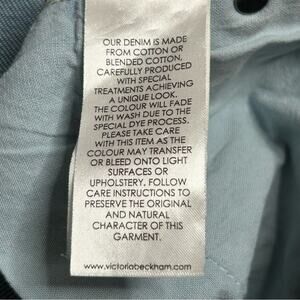 OUR DENIM IS MADE
FROM COTTON OR
BLENDED COTTON,
CAREFULLY PRODUCED
WITH SPECIAL
TREATMENTS ACHIEVING
A UNIQUE LOOK.
THE COLOUR WILL FADE
WITH WASH DUE TO THE
SPECIAL DYE PROCESS.
PLEASE TAKE CARE
WITH THIS ITEM AS THE
COLOUR MAY TRANSFER
OR BLEED ONTO LIGHT
SURFACES OR
UPHOLSTERY. FOLLOW
CARE INSTRUCTIONS TO
PRESERVE THE ORIGINAL
AND NATURAL
CHARACTER OF THIS
GARMENT.
www.victoriabeckham.com